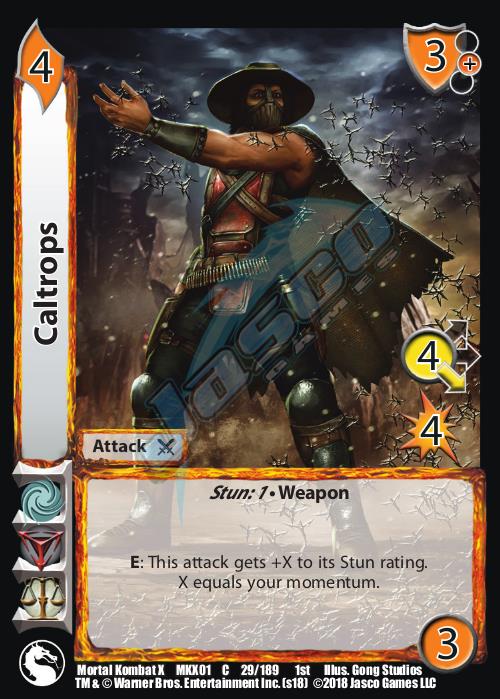 4
3
+
Caltrops
Jasco
GAMES
4
4
Attack
Stun: 1 • Weapon
E: This attack gets +X to its Stun rating.
X equals your momentum.
3
Mortal Kombat X MKX01 C 29/189 1st Illus. Gong Studios
TM & © Warner Bros. Entertainment Inc. (s18) ©2018 Jasco Games LLC